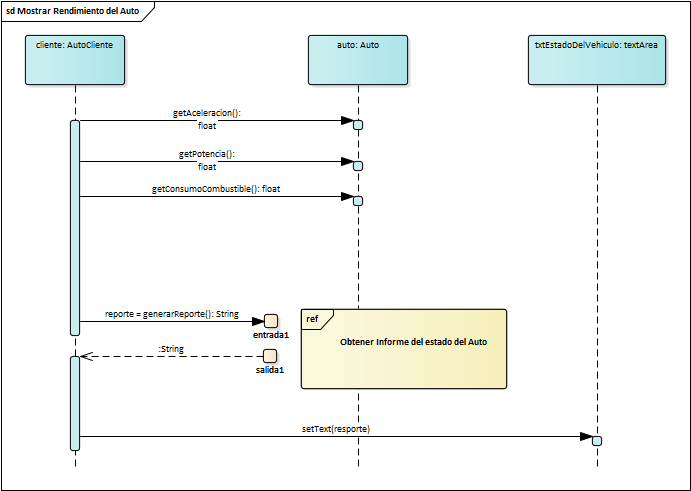 sd Mostrar Rendimiento del Auto
cliente: AutoCliente
auto: Auto
txtEstadoDelVehiculo: textArea
getAceleracion():
float
getPotencia():
float
getConsumoCombustible(): float
reporte = generarReporte(): String
entrada1
ref
Obtener Informe del estado del Auto
:String
salida1
setText(resporte)